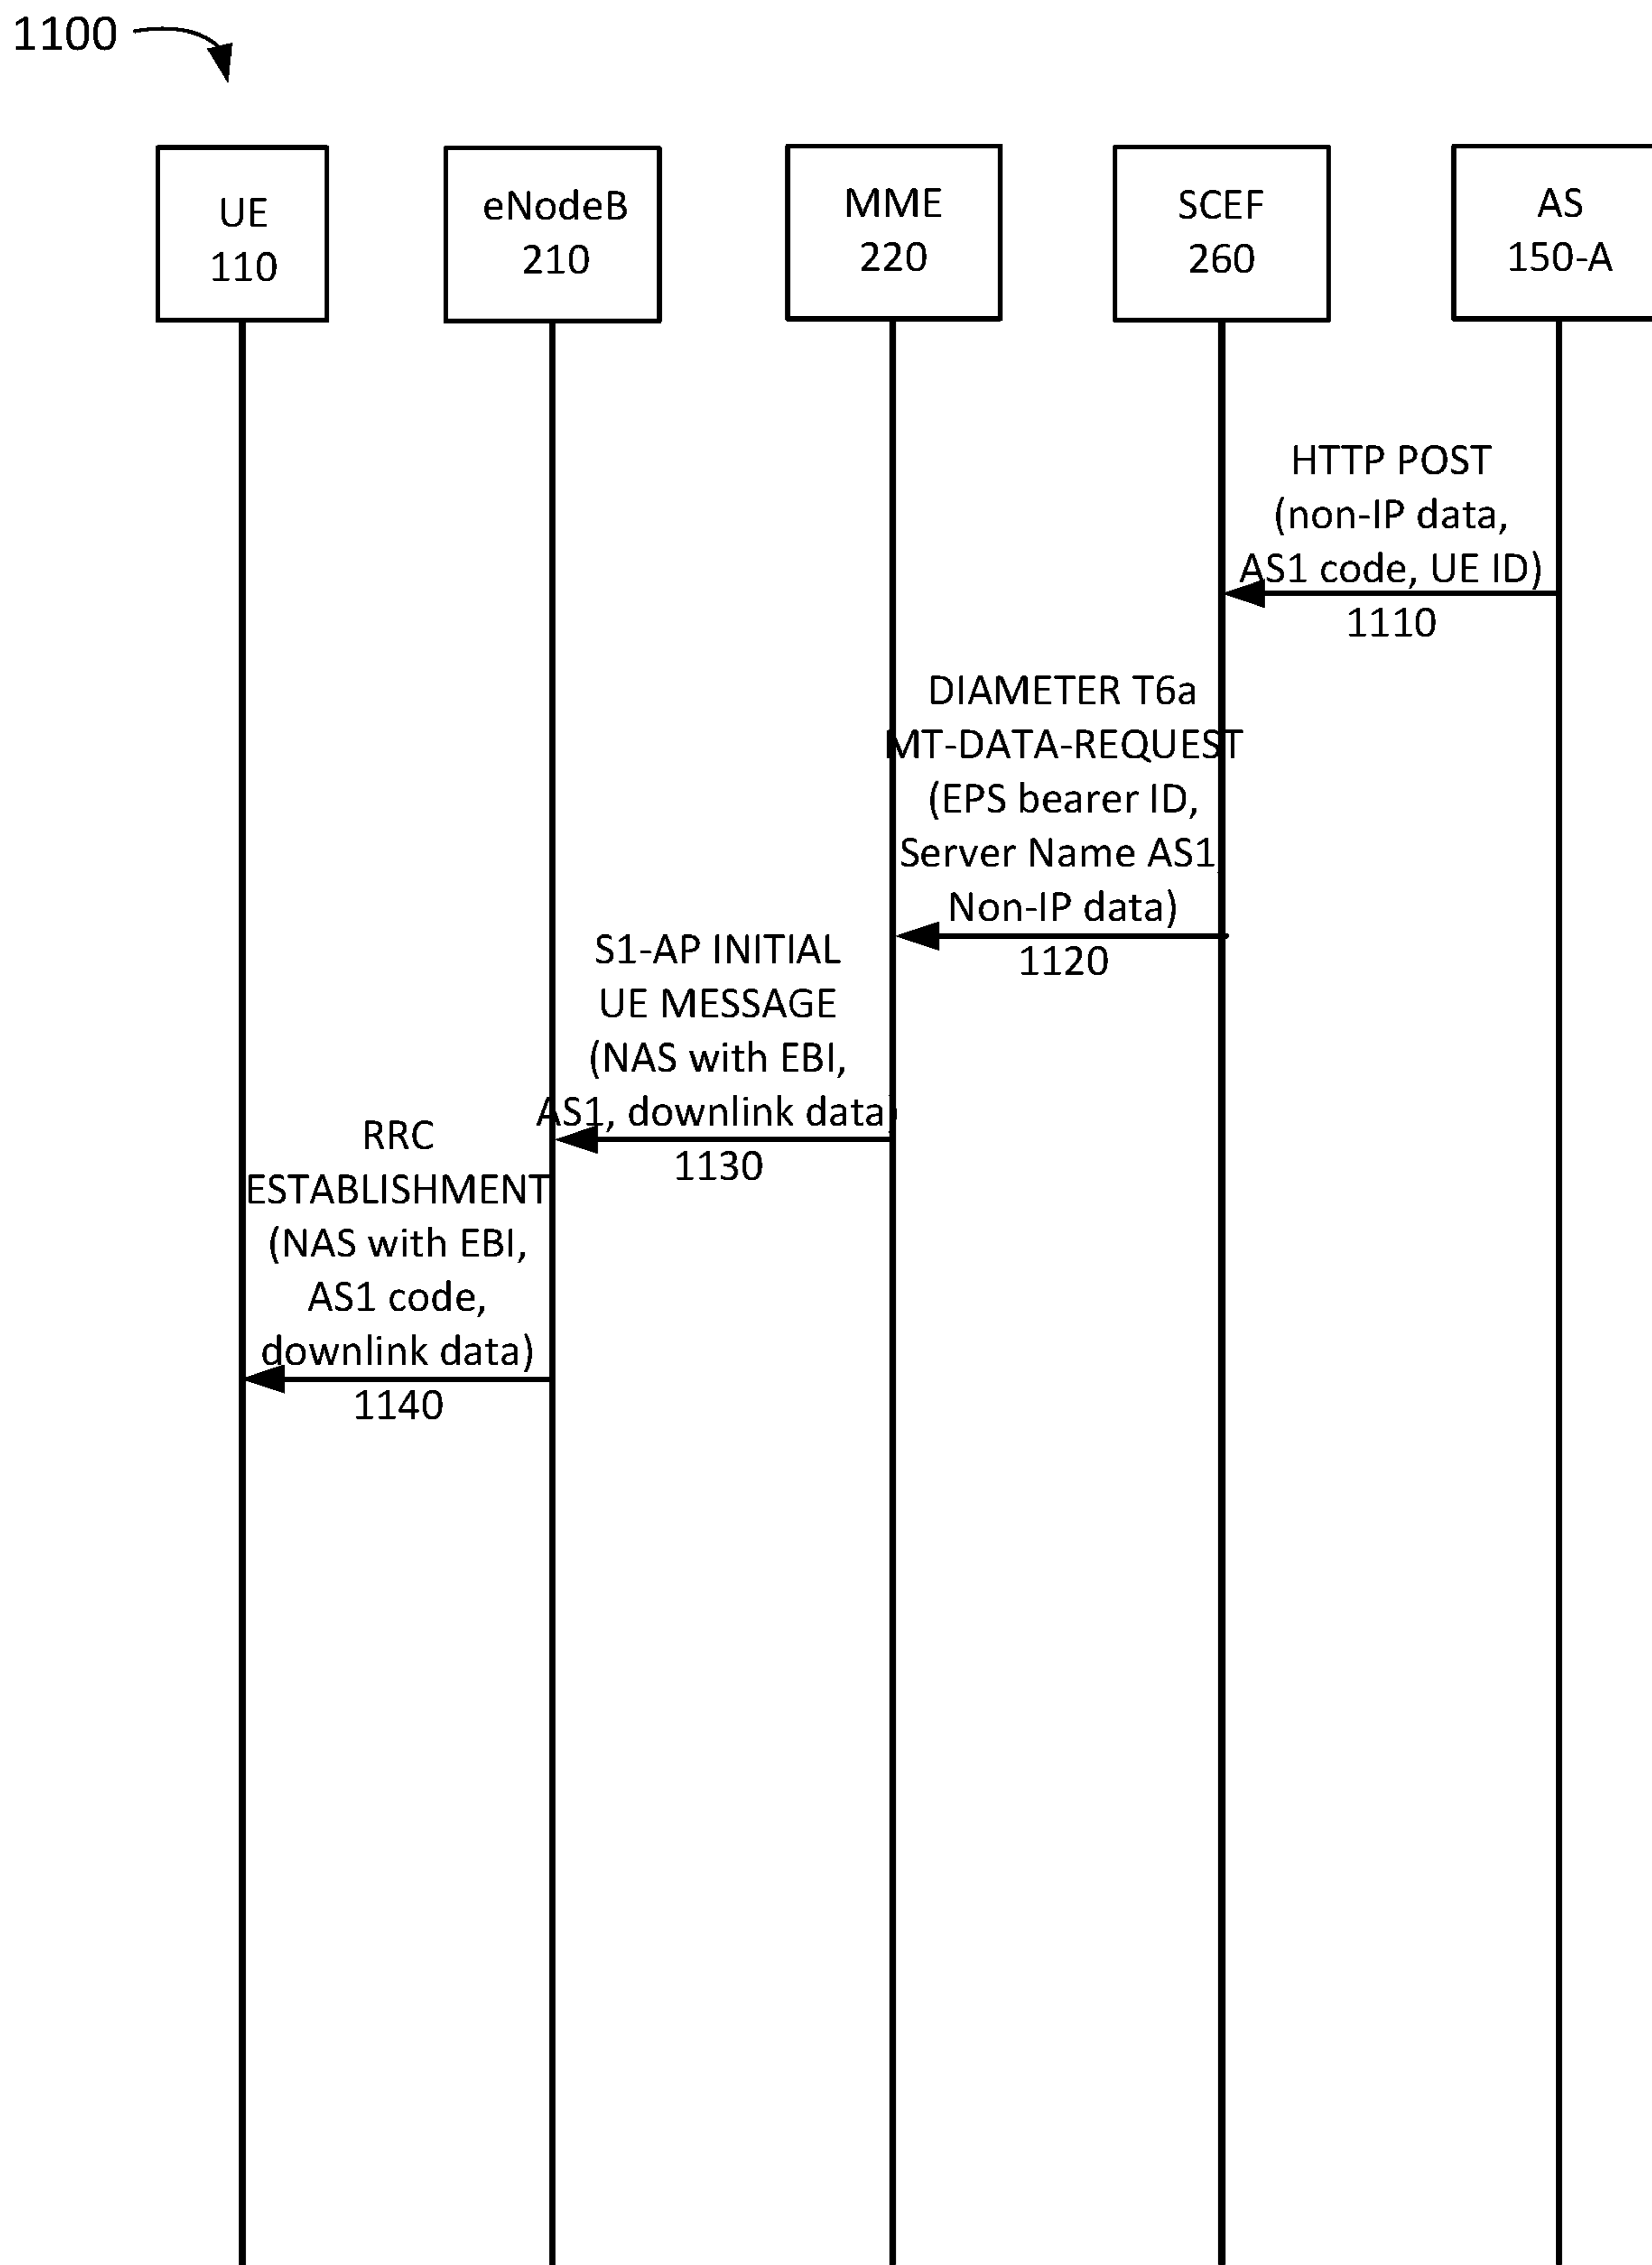 1100
UE
110
eNodeB
210
MME
220
SCEF
260
AS
150-A
HTTP POST
(non-IP data,
AS1 code, UE ID)
1110
DIAMETER T6a
MT-DATA-REQUEST
(EPS bearer ID,
Server Name AS1,
Non-IP data)
1120
S1-AP INITIAL
UE MESSAGE
(NAS with EBI,
AS1, downlink data)
1130
RRC
ESTABLISHMENT
(NAS with EBI,
AS1 code,
downlink data)
1140